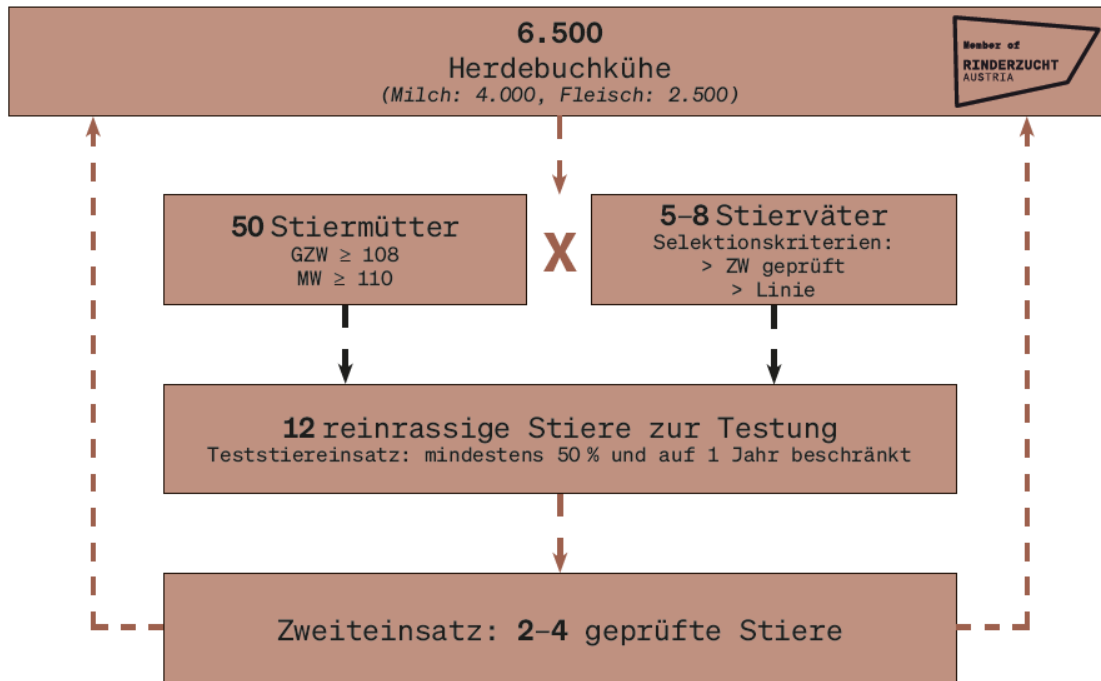 6.500
Herdebuchkühe
(Milch: 4.000, Fleisch: 2.500)
Member of
RINDERZUCHT
AUSTRIA
50 Stiermütter
GZW ≥ 108
MW ≥ 110
X
5–8 Stierväter
Selektionskriterien:
> ZW geprüft
> Linie
12 reinrassige Stiere zur Testung
Teststiereinsatz: mindestens 50 % und auf 1 Jahr beschränkt
Zweiteinsatz: 2–4 geprüfte Stiere